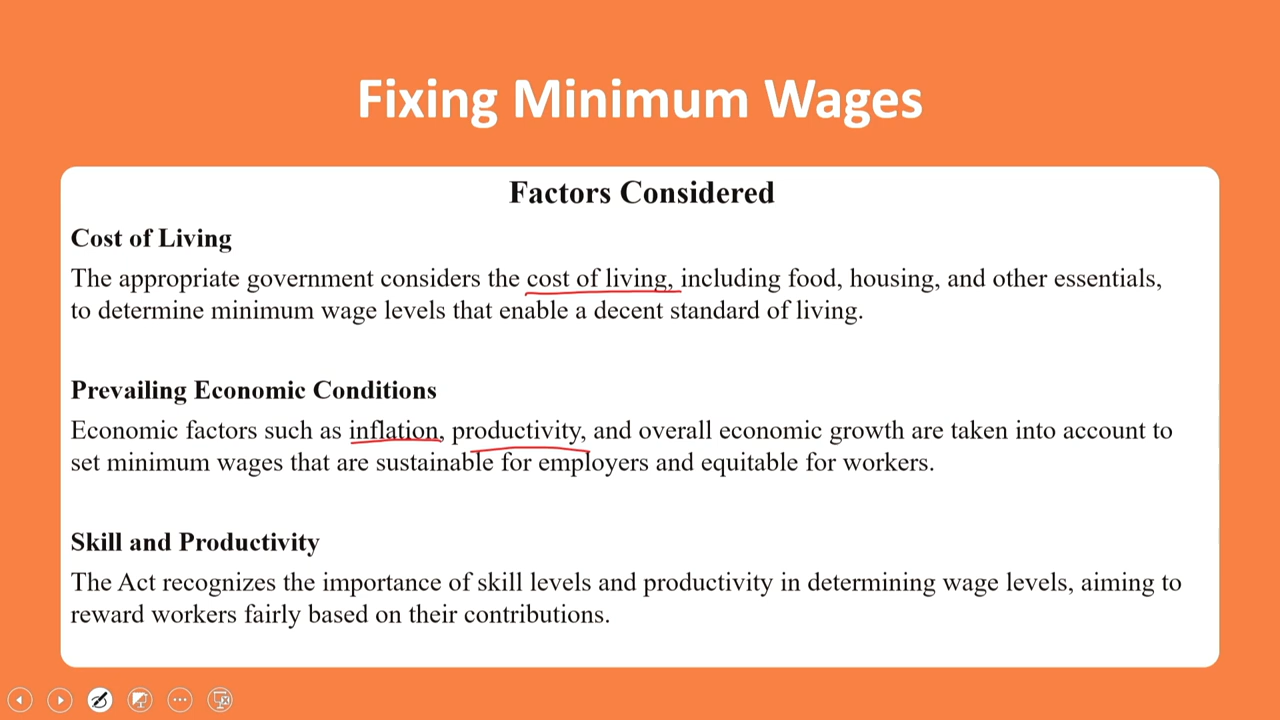 Fixing Minimum Wages
Factors Considered
Cost of Living
The appropriate government considers the cost of living, including food, housing, and other essentials,
to determine minimum wage levels that enable a decent standard of living.
Prevailing Economic Conditions
Economic factors such as inflation, productivity, and overall economic growth are taken into account to
set minimum wages that are sustainable for employers and equitable for workers.
Skill and Productivity
The Act recognizes the importance of skill levels and productivity in determining wage levels, aiming to
reward workers fairly based on their contributions.